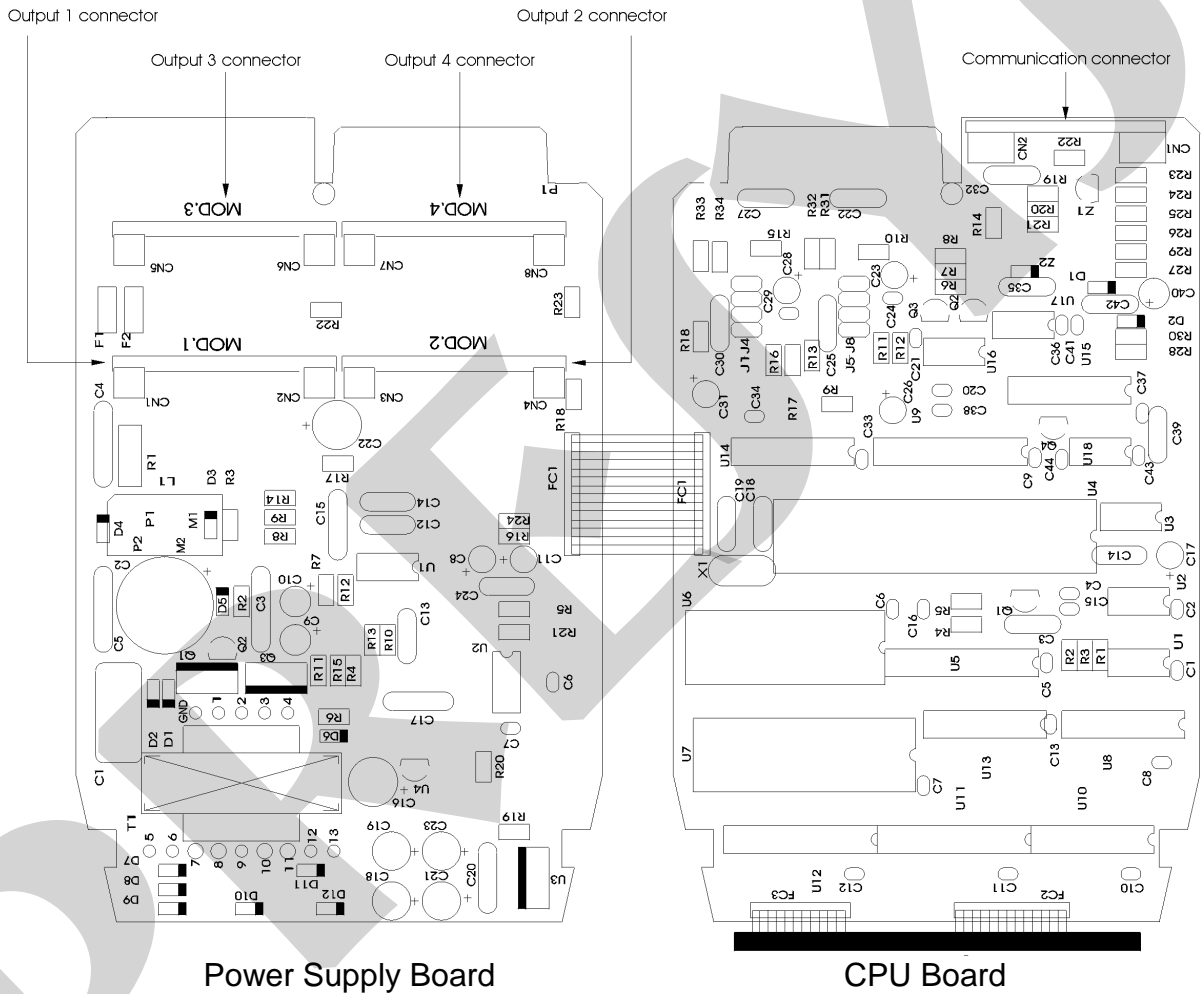 Output 1 connector
Output 2 connector
Output 3 connector
Output 4 connector
Communication connector
P1
MOD.3
MOD.4
CN5
CN6
CN7
CN8
F1
F2
R22
R23
MOD.1
MOD.2
CN1
CN2
CN3
CN4
C4
R18
C22
R1
R17
L1
D3
R3
D4
P1
M1
P2
M2
R14
R9
R8
C15
C14
C12
R24
R16
C2
R7
U1
C8
C11
C10
R12
C24
D5
R2
C3
C13
R5
C5
C9
R21
Q2
R13
R10
U2
Q1
Q3
R11
R15
R4
C6
GND
1
2
3
4
D2
D1
R6
C17
C1
D6
C7
R20
U4
C16
T1
R19
5
6
7
8
9
10
11
12
13
C19
C23
D7
D8
D9
D11
C18
C21
C20
U3
D10
D12
FC1
FC1
CN2
R22
CN1
R33
R34
C27
R32
R31
C22
C32
R19
R23
R14
R20
R21
Z1
R24
R25
R26
R29
R27
R15
C28
R10
R8
C23
R7
R6
Z2
C35
D1
C40
C29
C24
Q3
Q2
U17
C42
D2
R18
C30
J1-J4
R16
R13
C25
J5-J8
R11
R12
C21
U16
C36
C41
U15
R30
R28
C31
C34
R17
R9
C26
U9
C20
C38
C37
C33
Q4
C39
U14
C9
C44
U18
C43
C19
C18
U4
U3
X1
C14
C17
U6
C6
C16
R5
R4
Q1
C4
C15
U2
C2
C3
U5
C5
R2
R3
R1
U1
C1
U7
C7
U13
C13
U8
C8
U11
U10
U12
C12
C11
C10
FC3
FC2
Power Supply Board
CPU Board
PRESYS